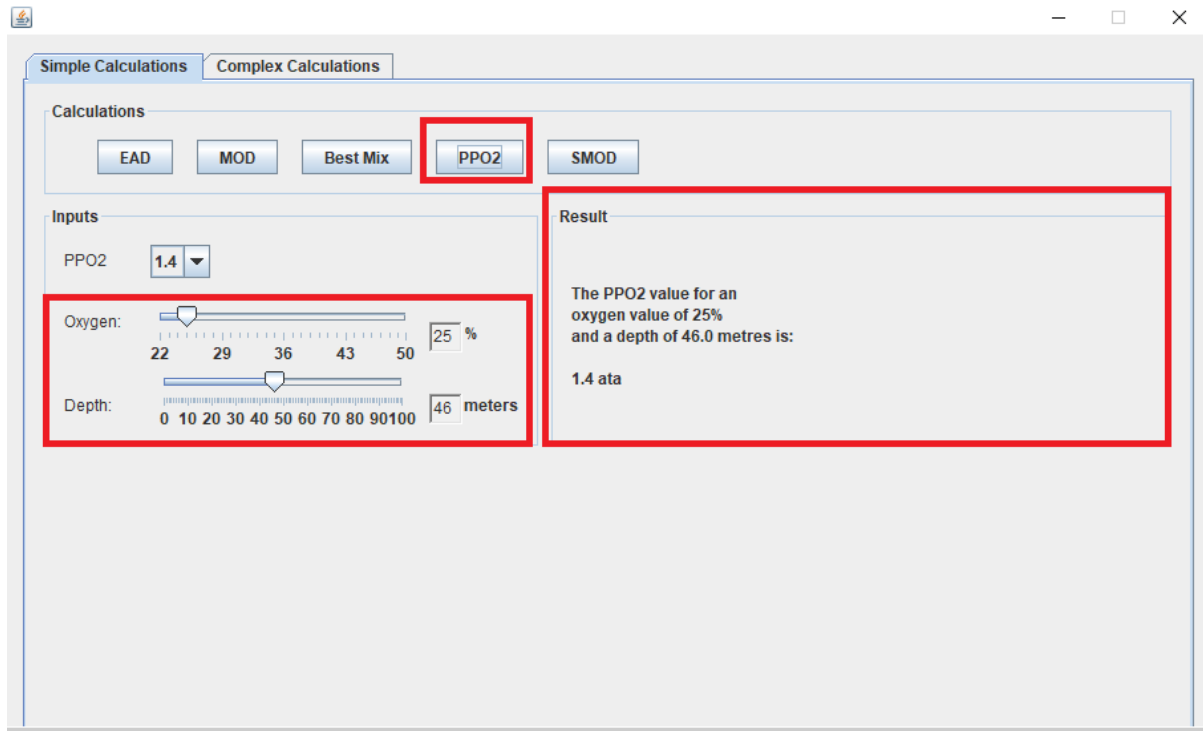 Simple Calculations Complex Calculations
Calculations
EAD MOD Best Mix PPO2 SMOD
Inputs
PPO2 1.4
Oxygen: 25 %
22 29 36 43 50
Depth: 46 meters
0 10 20 30 40 50 60 70 80 90100
Result
The PPO2 value for an
oxygen value of 25%
and a depth of 46.0 metres is:
1.4 ata